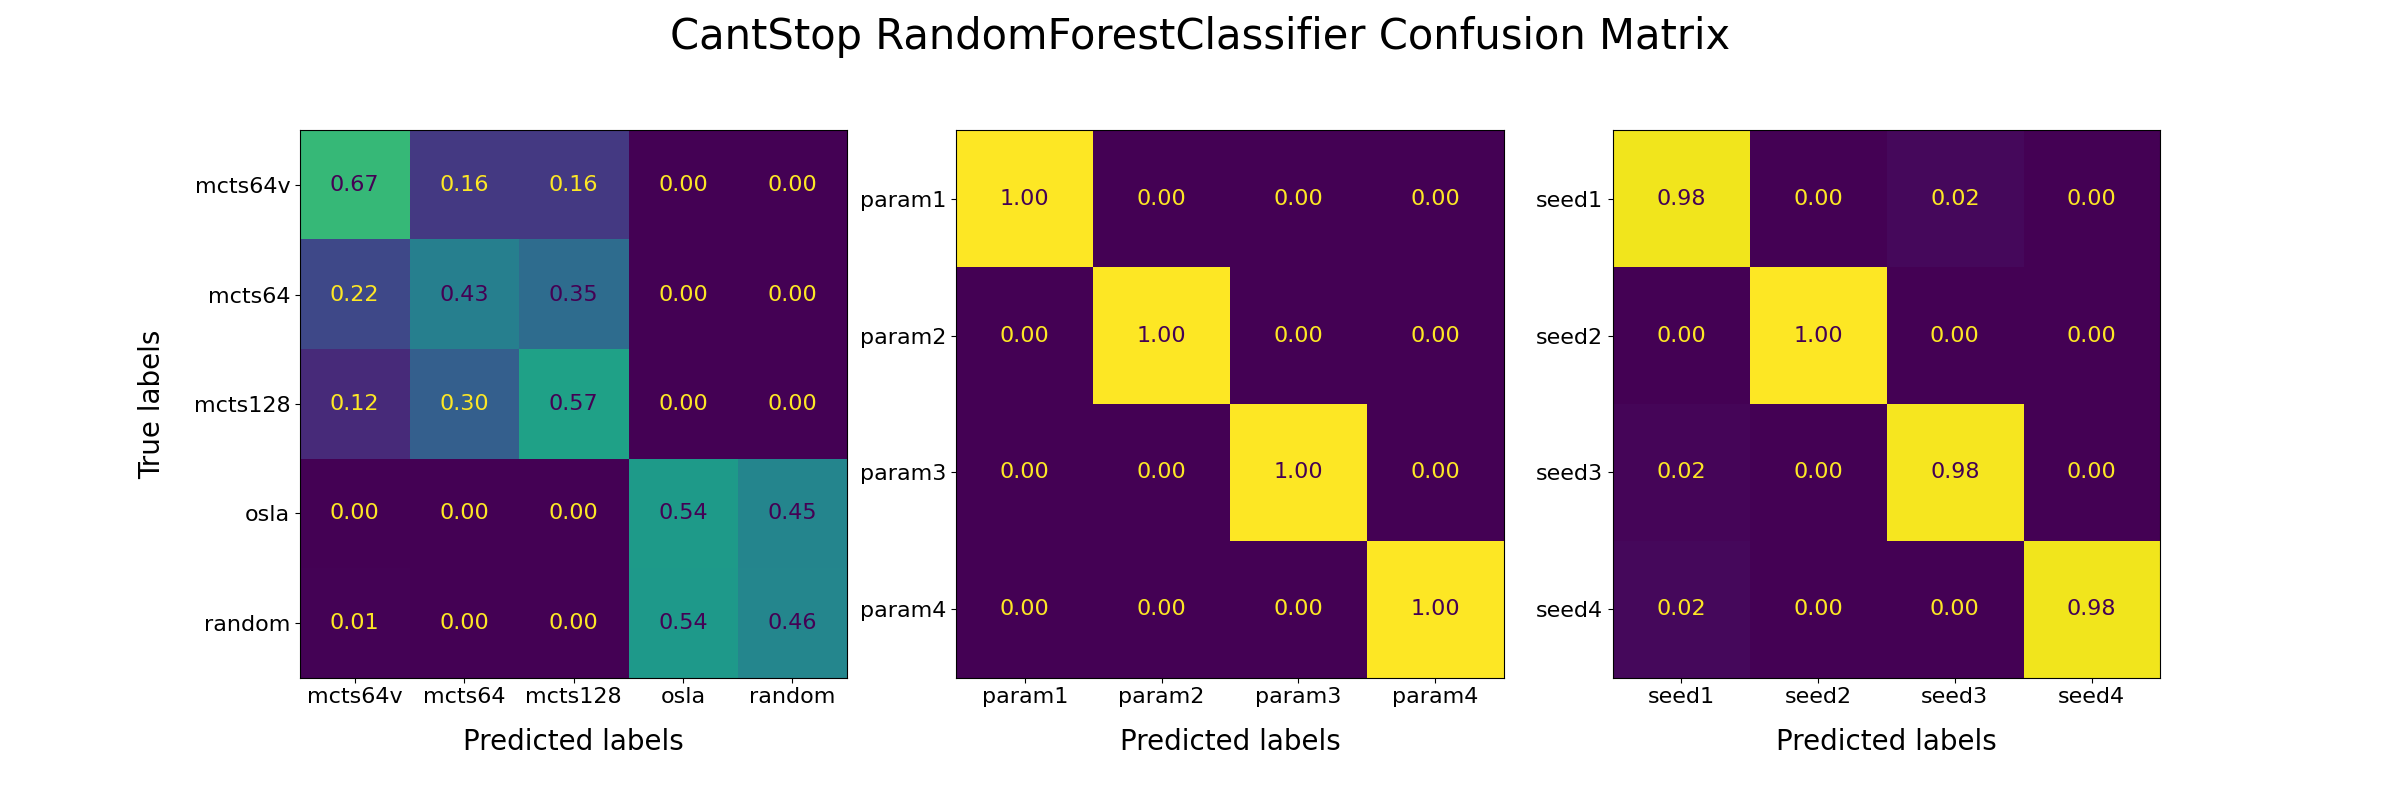 CantStop RandomForestClassifier Confusion Matrix
True labels
mcts64v 0.67 0.16 0.16 0.00 0.00
mcts64 0.22 0.43 0.35 0.00 0.00
mcts128 0.12 0.30 0.57 0.00 0.00
osla 0.00 0.00 0.00 0.54 0.45
random 0.01 0.00 0.00 0.54 0.46
mcts64v mcts64 mcts128 osla random
Predicted labels
param1 1.00 0.00 0.00 0.00
param2 0.00 1.00 0.00 0.00
param3 0.00 0.00 1.00 0.00
param4 0.00 0.00 0.00 1.00
param1 param2 param3 param4
Predicted labels
seed1 0.98 0.00 0.02 0.00
seed2 0.00 1.00 0.00 0.00
seed3 0.02 0.00 0.98 0.00
seed4 0.02 0.00 0.00 0.98
seed1 seed2 seed3 seed4
Predicted labels